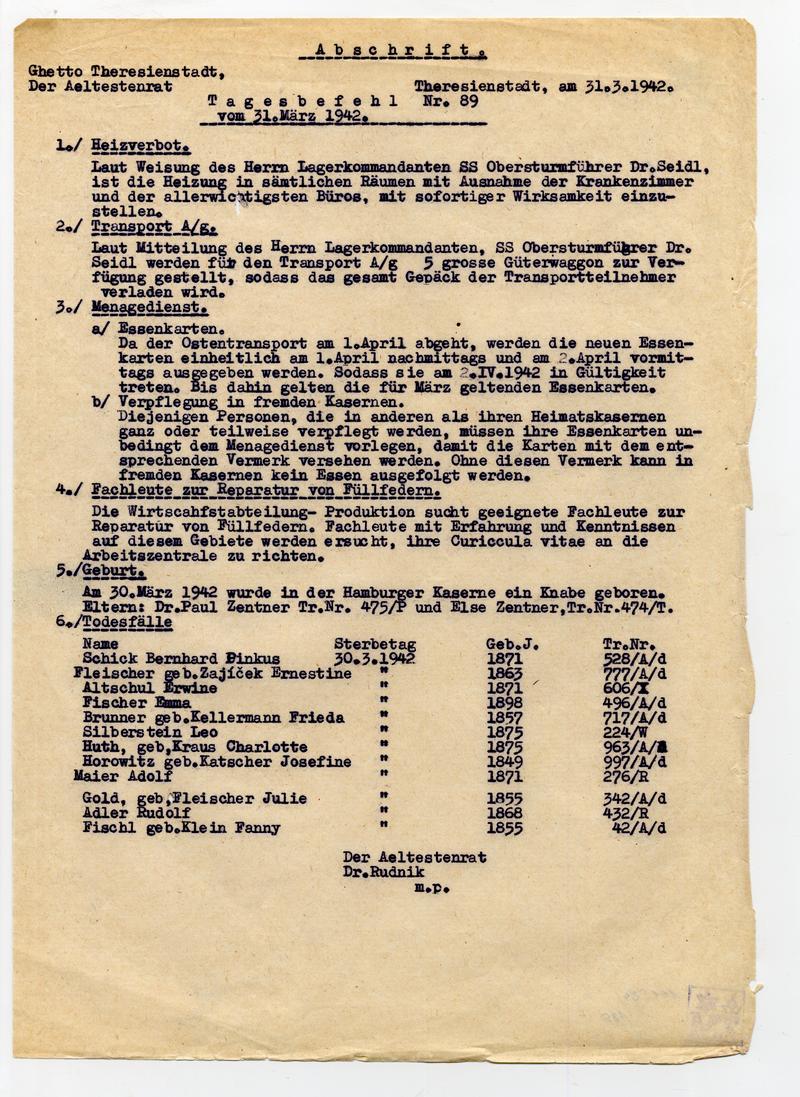 A b s c h r i f t.
Ghetto Theresienstadt,
Der Aeltestenrat
Theresienstadt, am 31.3.1942.
T a g e s b e f e h l Nr. 89
vom 31.März 1942.
1./ Heizverbot.
Laut Weisung des Herrn Lagerkommandanten SS Obersturmführer Dr.Seidl,
ist die Heizung in sämtlichen Räumen mit Ausnahme der Krankenzimmer
und der allerwichtigsten Büros, mit sofortiger Wirksamkeit einzu-
stellen.
2./ Transport A/g.
Laut Mitteilung des Herrn Lagerkommandanten, SS Obersturmführer Dr.
Seidl werden für den Transport A/g 5 grosse Güterwaggon zur Ver-
fügung gestellt, sodass das gesamt Gepäck der Transportteilnehmer
verladen wird.
3./ Menagedienst.
a/ Essenkarten.
Da der Ostentransport am 1.April abgeht, werden die neuen Essen-
karten einheitlich am 1.April nachmittags und am 2.April vormit-
tags ausgegeben werden. Sodass sie am 2.IV.1942 in Gültigkeit
treten. Bis dahin gelten die für März geltenden Essenkarten.
b/ Verpflegung in fremden Kasernen.
Diejenigen Personen, die in anderen als ihren Heimatskasernen
ganz oder teilweise verpflegt werden, müssen ihre Essenkarten un-
bedingt dem Menagedienst vorlegen, damit die Karten mit dem ent-
sprechenden Vermerk versehen werden. Ohne diesen Vermerk kann in
fremden Kasernen kein Essen ausgefolgt werden.
4./ Fachleute zur Reparatur von Füllfedern.
Die Wirtscahfstabteilung- Produktion sucht geeignete Fachleute zur
Reparatur von Füllfedern. Fachleute mit Erfahrung und Kenntnissen
auf diesem Gebiete werden ersucht, ihre Curiccula vitae an die
Arbeitszentrale zu richten.
5./Geburt.
Am 30.März 1942 wurde in der Hamburger Kaserne ein Knabe geboren.
Eltern: Dr.Paul Zentner Tr.Nr. 475/P und Else Zentner,Tr.Nr.474/T.
6./Todesfälle
Name Sterbetag Geb.J. Tr.Nr.
Schick Bernhard Pinkus 30.3.1942 1871 528/A/d
Fleischer geb.Zajíček Ernestine " 1863 777/A/d
Altschul Erwine " 1871 606/X
Fischer Emma " 1898 496/A/d
Brunner geb.Kellermann Frieda " 1857 717/A/d
Silberstein Leo " 1875 224/W
Huth, geb,Kraus Charlotte " 1875 963/A/
Horowitz geb.Katscher Josefine " 1849 997/A/d
Maier Adolf " 1871 276/R
Gold, geb,Fleischer Julie " 1855 342/A/d
Adler Rudolf " 1868 432/R
Fischl geb.Klein Fanny " 1855 42/A/d
Der Aeltestenrat
Dr.Rudnik
m.p.